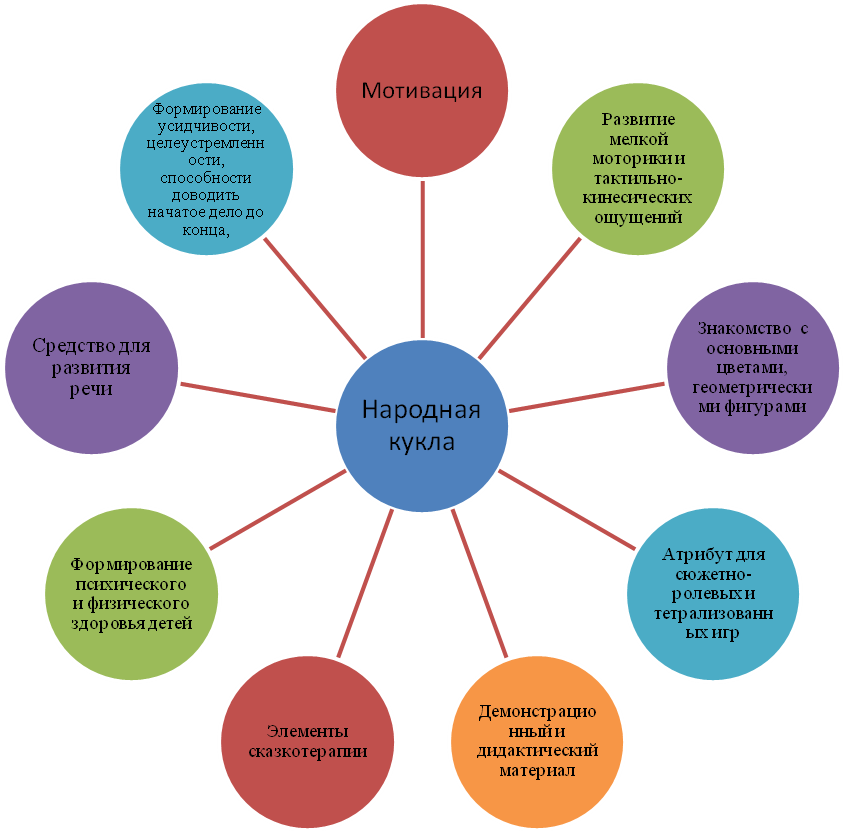 Мотивация
Формирование
усидчивости,
целеустремленн
ости,
способности
доводить
начатое дело до
конца,
Развитие
мелкой
моторики и
тактильно-
кинесических
ощущений
Средство для
развития
речи
Знакомство с
основными
цветами,
геометрически
ми фигурами
Народная
кукла
Формирование
психического
и физического
здоровья детей
Атрибут для
сюжетно-
ролевых и
тетрализованн
ых игр
Элементы
сказкотерапии
Демонстрацио
нный и
дидактический
материал